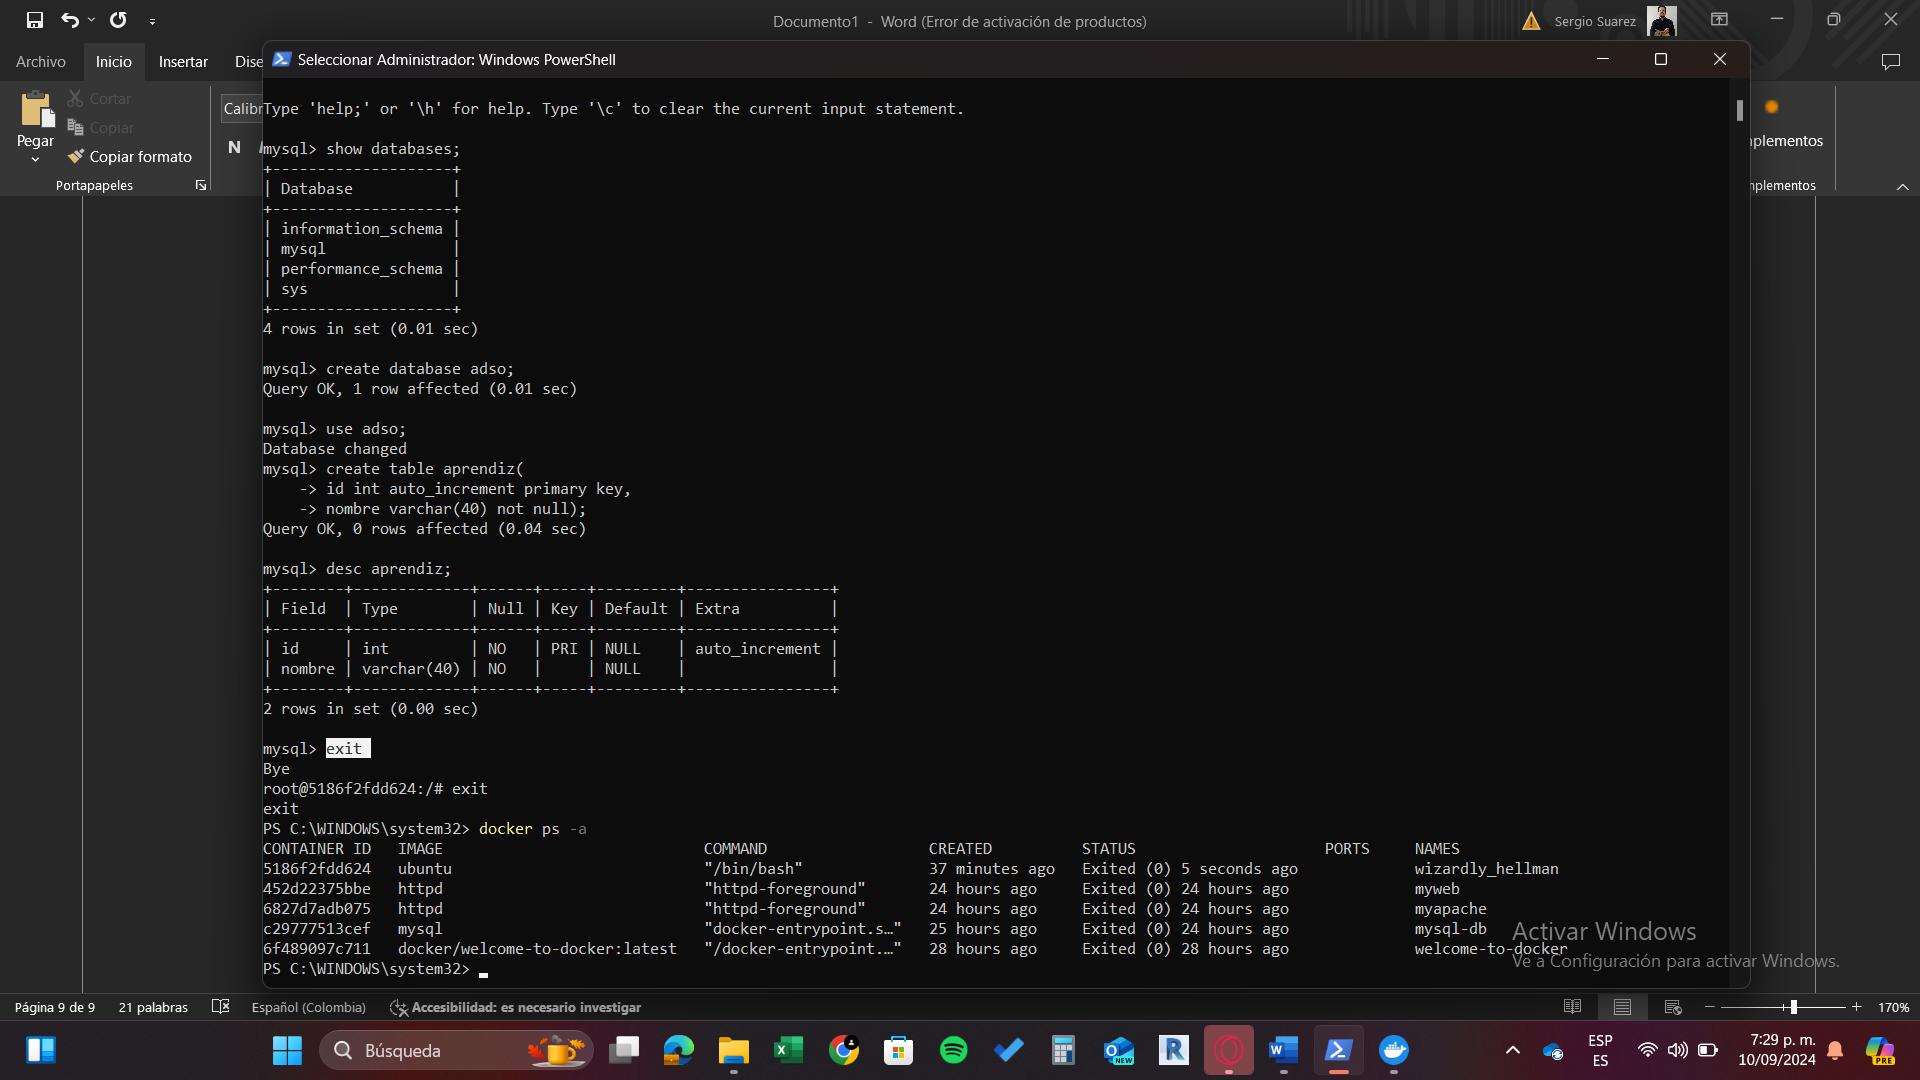 Documento1 - Word (Error de activación de productos)
Sergio Suarez
Archivo
Inicio
Insertar
Dise
Seleccionar Administrador: Windows PowerShell
Pegar
Cortar
Copiar
Copiar formato
Portapapeles
Calibr
N
plementos
mplementos
Type 'help;' or '\h' for help. Type '\c' to clear the current input statement.
mysql> show databases;
+--------------------+
| Database           |
+--------------------+
| information_schema |
| mysql              |
| performance_schema |
| sys                |
+--------------------+
4 rows in set (0.01 sec)
mysql> create database adso;
Query OK, 1 row affected (0.01 sec)
mysql> use adso;
Database changed
mysql> create table aprendiz(
    -> id int auto_increment primary key,
    -> nombre varchar(40) not null);
Query OK, 0 rows affected (0.04 sec)
mysql> desc aprendiz;
+--------+-------------+------+-----+---------+----------------+
| Field  | Type        | Null | Key | Default | Extra          |
+--------+-------------+------+-----+---------+----------------+
| id     | int         | NO   | PRI | NULL    | auto_increment |
| nombre | varchar(40) | NO   |     | NULL    |                |
+--------+-------------+------+-----+---------+----------------+
2 rows in set (0.00 sec)
mysql> exit
Bye
root@5186f2fdd624:/# exit
exit
PS C:\WINDOWS\system32> docker ps -a
CONTAINER ID   IMAGE                             COMMAND                  CREATED          STATUS                     PORTS     NAMES
5186f2fdd624   ubuntu                            "/bin/bash"              37 minutes ago   Exited (0) 5 seconds ago             wizardly_hellman
452d22375bbe   httpd                             "httpd-foreground"       24 hours ago     Exited (0) 24 hours ago              myweb
6827d7adb075   httpd                             "httpd-foreground"       24 hours ago     Exited (0) 24 hours ago              myapache
c29777513cef   mysql                             "docker-entrypoint.s…"   25 hours ago     Exited (0) 24 hours ago              mysql-db
6f489097c711   docker/welcome-to-docker:latest   "/docker-entrypoint.…"   28 hours ago     Exited (0) 28 hours ago              welcome-to-docker
PS C:\WINDOWS\system32>
Activar Windows
Ve a Configuración para activar Windows.
Página 9 de 9
21 palabras
Español (Colombia)
Accesibilidad: es necesario investigar
170%
Búsqueda
NEW
ESP
ES
7:29 p. m.
10/09/2024
PRE